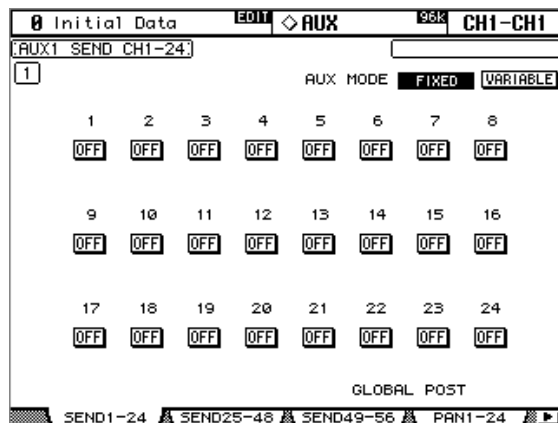 0 Initial Data EDIT ◇AUX 96K CH1-CH1
AUX1 SEND CH1-24
1
AUX MODE FIXED VARIABLE
1 2 3 4 5 6 7 8
OFF OFF OFF OFF OFF OFF OFF OFF
9 10 11 12 13 14 15 16
OFF OFF OFF OFF OFF OFF OFF OFF
17 18 19 20 21 22 23 24
OFF OFF OFF OFF OFF OFF OFF OFF
GLOBAL POST
SEND1-24 SEND25-48 SEND49-56 PAN1-24